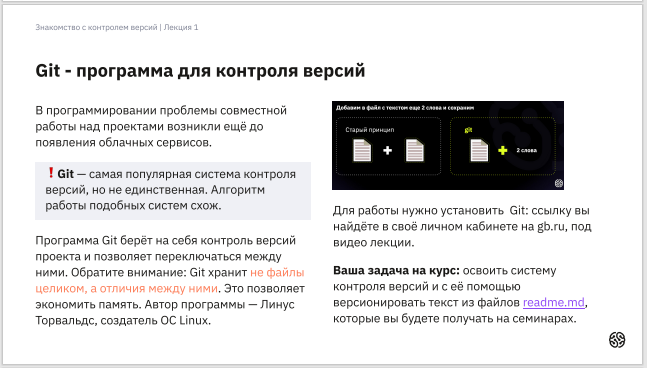 Знакомство с контролем версий | Лекция 1
Git - программа для контроля версий
В программировании проблемы совместной
работы над проектами возникли ещё до
появления облачных сервисов.
❗Git — самая популярная система контроля
версий, но не единственная. Алгоритм
работы подобных систем схож.
Программа Git берёт на себя контроль версий
проекта и позволяет переключаться между
ними. Обратите внимание: Git хранит не файлы
целиком, а отличия между ними. Это позволяет
экономить память. Автор программы — Линус
Торвальдс, создатель ОС Linux.
Добавим в файл с текстом еще 2 слова и сохраним
Старый принцип
git
2 слова
Для работы нужно установить Git: ссылку вы
найдёте в своё личном кабинете на gb.ru, под
видео лекции.
Ваша задача на курс: освоить систему
контроля версий и с её помощью
версионировать текст из файлов readme.md,
которые вы будете получать на семинарах.